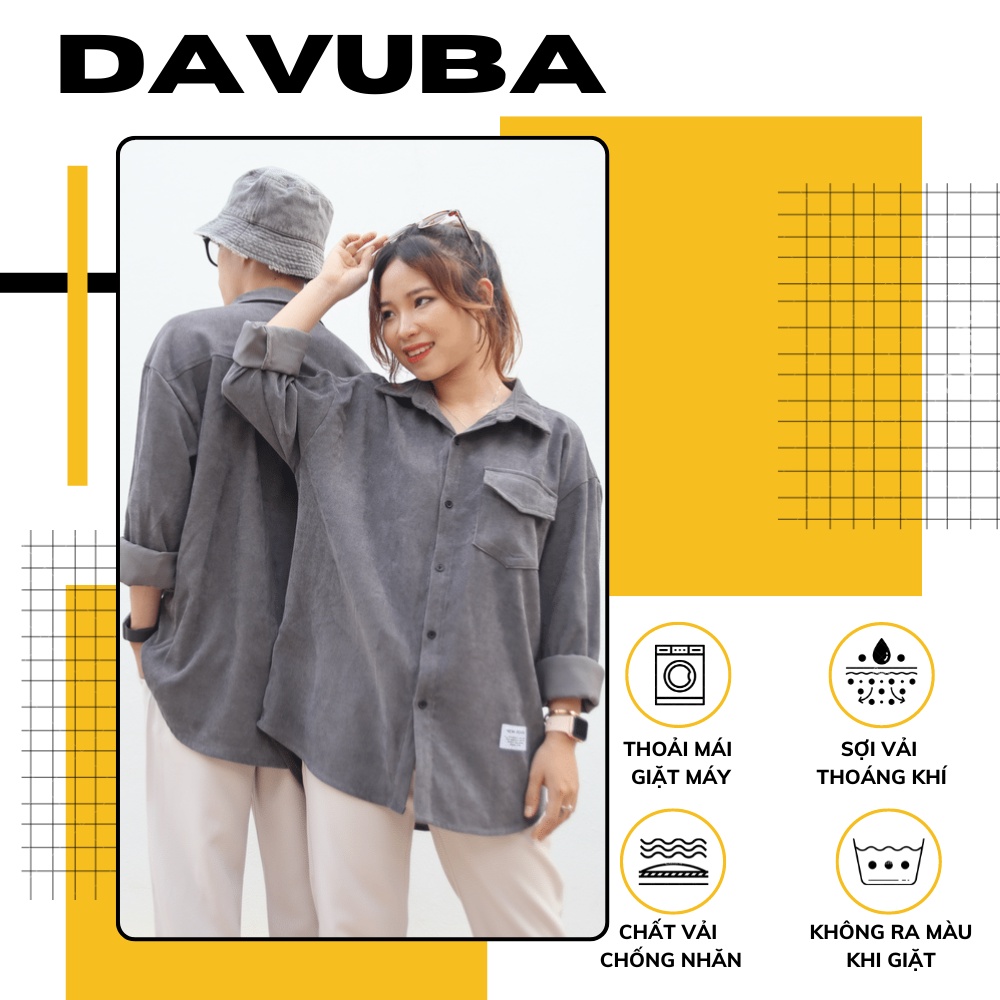 DAVUBA
THOẢI MÁI
GIẶT MÁY
SỢI VẢI
THOÁNG KHÍ
CHẤT VẢI
CHỐNG NHĂN
KHÔNG RA MÀU
KHI GIẶT